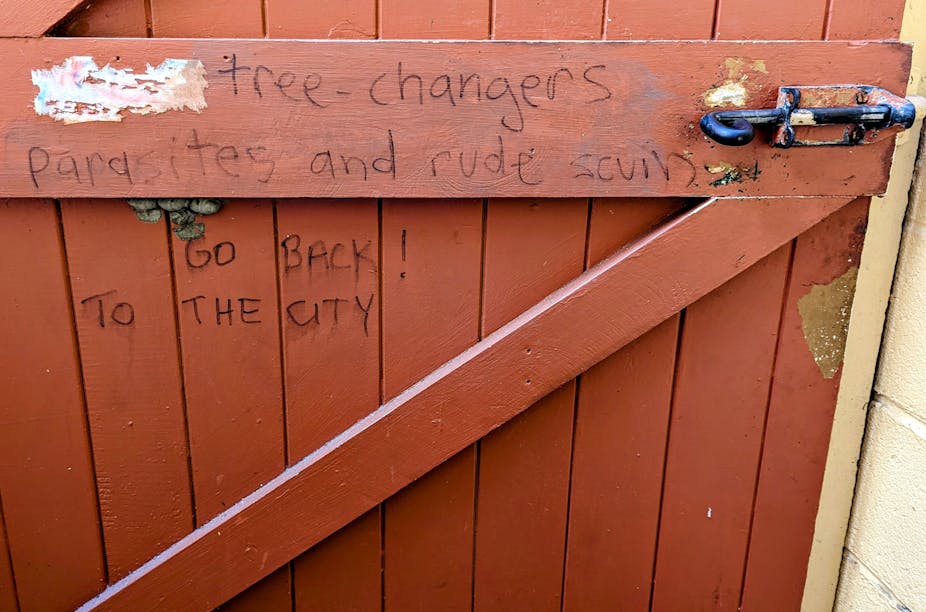 tree-changers
parasites and rude scum
GO BACK !
TO THE CITY